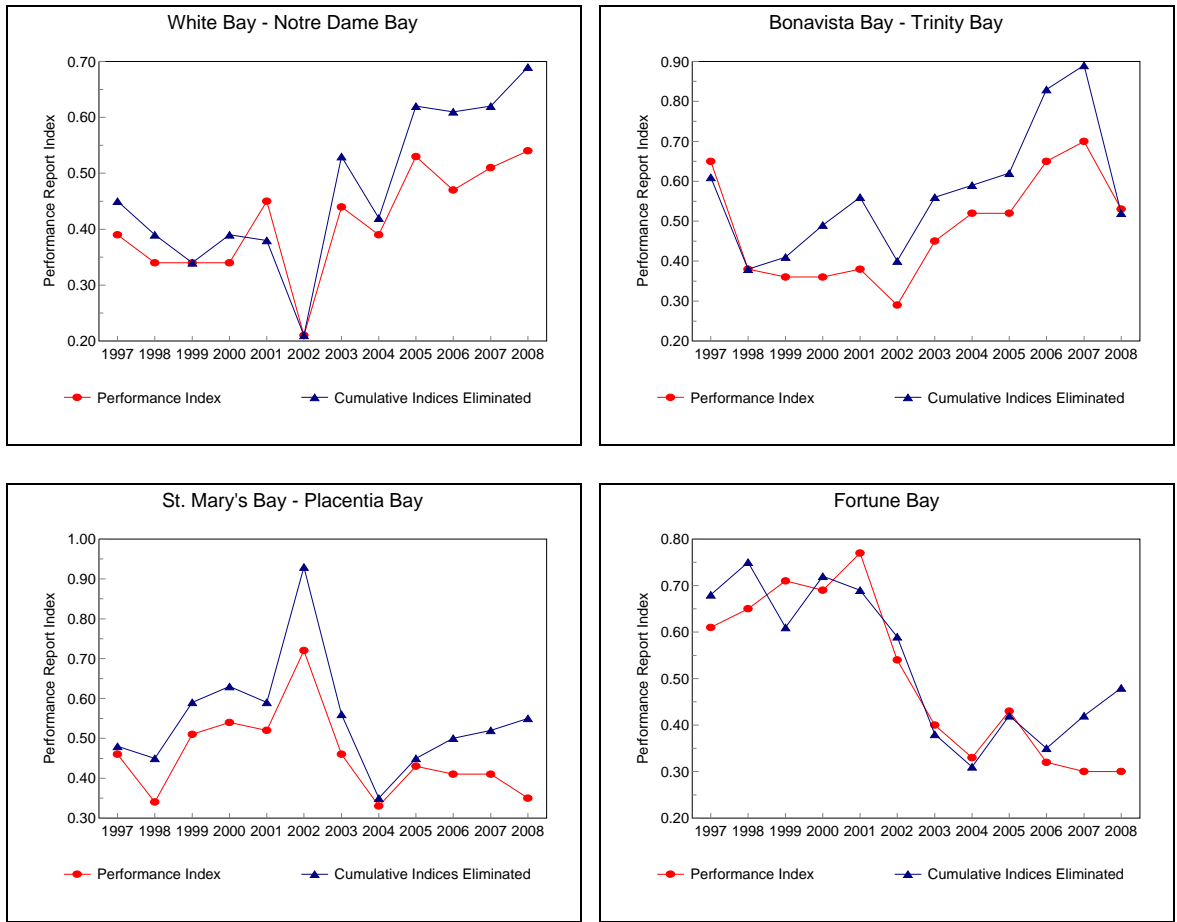 White Bay - Notre Dame Bay
Performance Report Index
0.70
0.60
0.50
0.40
0.30
0.20
1997 1998 1999 2000 2001 2002 2003 2004 2005 2006 2007 2008
Performance Index Cumulative Indices Eliminated
Bonavista Bay - Trinity Bay
Performance Report Index
0.90
0.80
0.70
0.60
0.50
0.40
0.30
0.20
1997 1998 1999 2000 2001 2002 2003 2004 2005 2006 2007 2008
Performance Index Cumulative Indices Eliminated
St. Mary's Bay - Placentia Bay
Performance Report Index
1.00
0.90
0.80
0.70
0.60
0.50
0.40
0.30
1997 1998 1999 2000 2001 2002 2003 2004 2005 2006 2007 2008
Performance Index Cumulative Indices Eliminated
Fortune Bay
Performance Report Index
0.80
0.70
0.60
0.50
0.40
0.30
0.20
1997 1998 1999 2000 2001 2002 2003 2004 2005 2006 2007 2008
Performance Index Cumulative Indices Eliminated